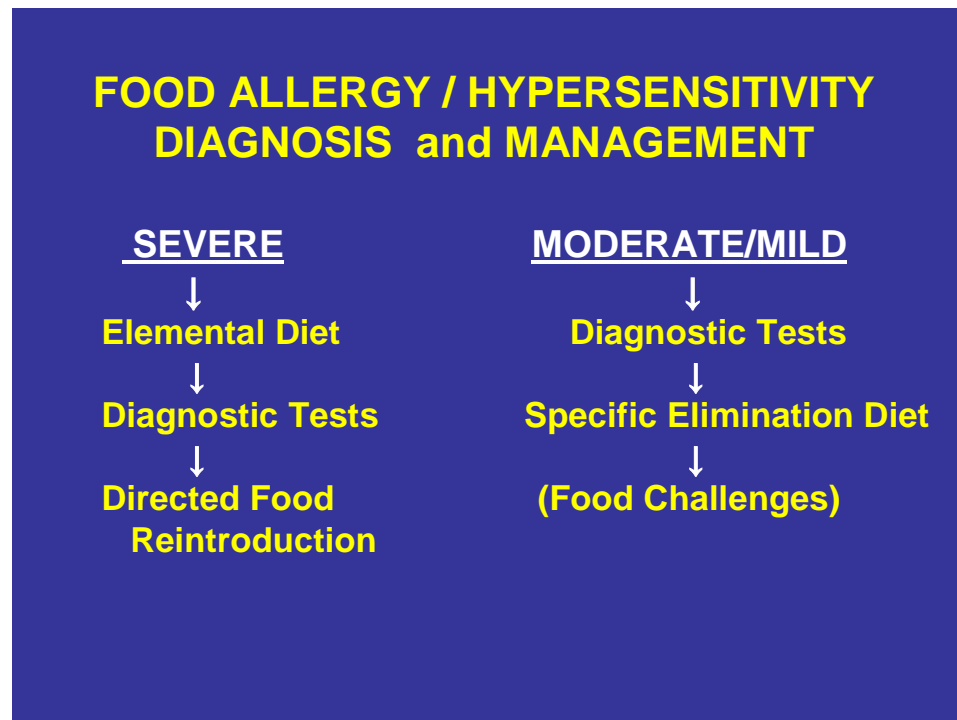 FOOD ALLERGY / HYPERSENSITIVITY
DIAGNOSIS and MANAGEMENT
SEVERE
↓
Elemental Diet
↓
Diagnostic Tests
↓
Directed Food
Reintroduction
MODERATE/MILD
↓
Diagnostic Tests
↓
Specific Elimination Diet
↓
(Food Challenges)